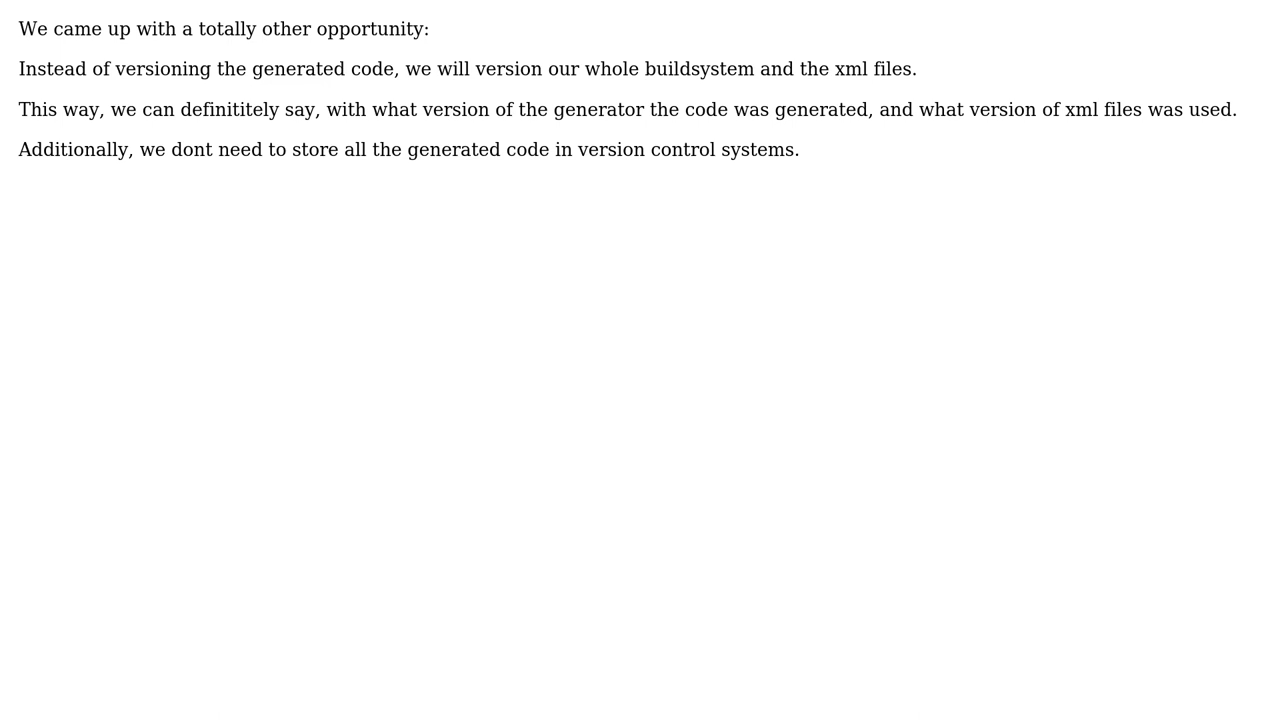 We came up with a totally other opportunity:
Instead of versioning the generated code, we will version our whole buildsystem and the xml files.
This way, we can definititely say, with what version of the generator the code was generated, and what version of xml files was used.
Additionally, we dont need to store all the generated code in version control systems.